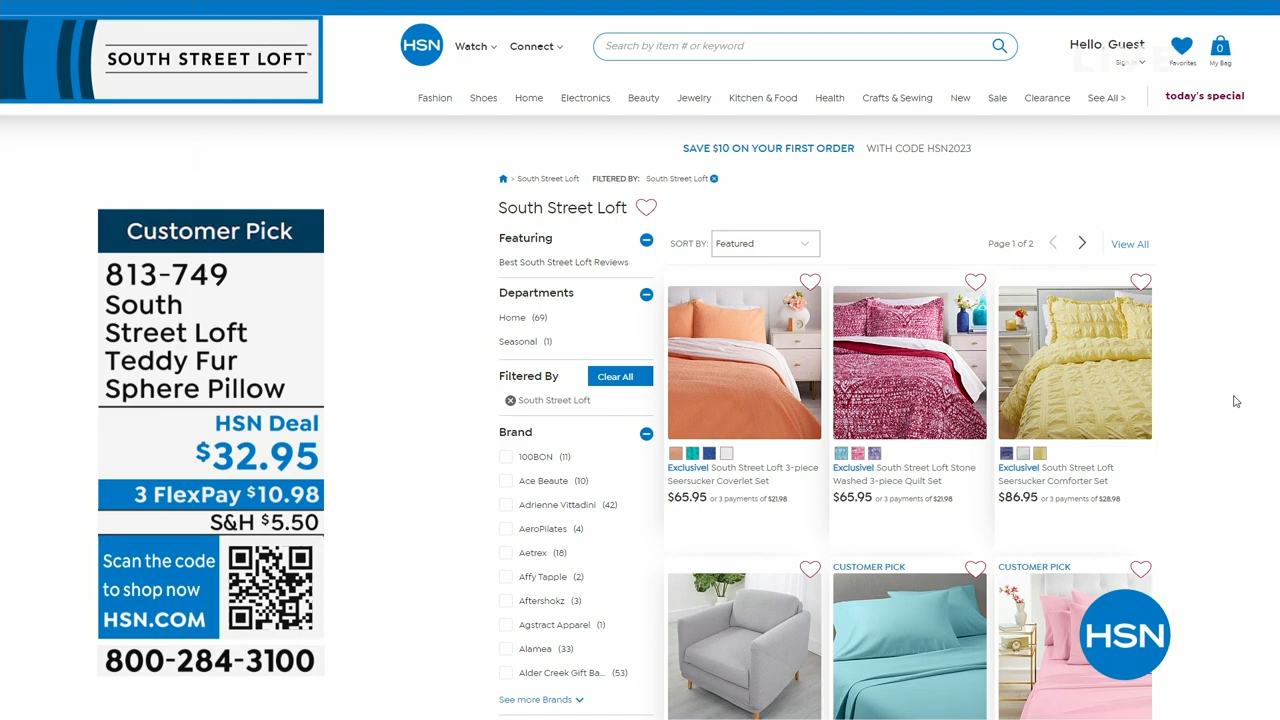 SOUTH STREET LOFT™
HSN
Watch
Connect
Search by item # or keyword
Hello, Guest
Sign In
LIVE
Favorites
0
My Bag
Fashion
Shoes
Home
Electronics
Beauty
Jewelry
Kitchen & Food
Health
Crafts & Sewing
New
Sale
Clearance
See All >
today's special
SAVE $10 ON YOUR FIRST ORDER WITH CODE HSN2023
> South Street Loft FILTERED BY: South Street Loft
South Street Loft
Customer Pick
813-749
South
Street Loft
Teddy Fur
Sphere Pillow
HSN Deal
$32.95
3 FlexPay $10.98
S&H $5.50
Scan the code
to shop now
HSN.COM
800-284-3100
Featuring
Best South Street Loft Reviews
Departments
Home (69)
Seasonal (1)
Filtered By
Clear All
South Street Loft
Brand
100BON (11)
Ace Beaute (10)
Adrienne Vittadini (42)
AeroPilates (4)
Aetrex (18)
Affy Tapple (2)
Aftershokz (3)
Agstract Apparel (1)
Alamea (33)
Alder Creek Gift Ba... (53)
See more Brands
SORT BY: Featured
Page 1 of 2
View All
Exclusive! South Street Loft 3-piece
Seersucker Coverlet Set
$65.95 or 3 payments of $21.98
Exclusive! South Street Loft Stone
Washed 3-piece Quilt Set
$65.95 or 3 payments of $21.98
Exclusive! South Street Loft
Seersucker Comforter Set
$86.95 or 3 payments of $28.98
CUSTOMER PICK
CUSTOMER PICK
HSN